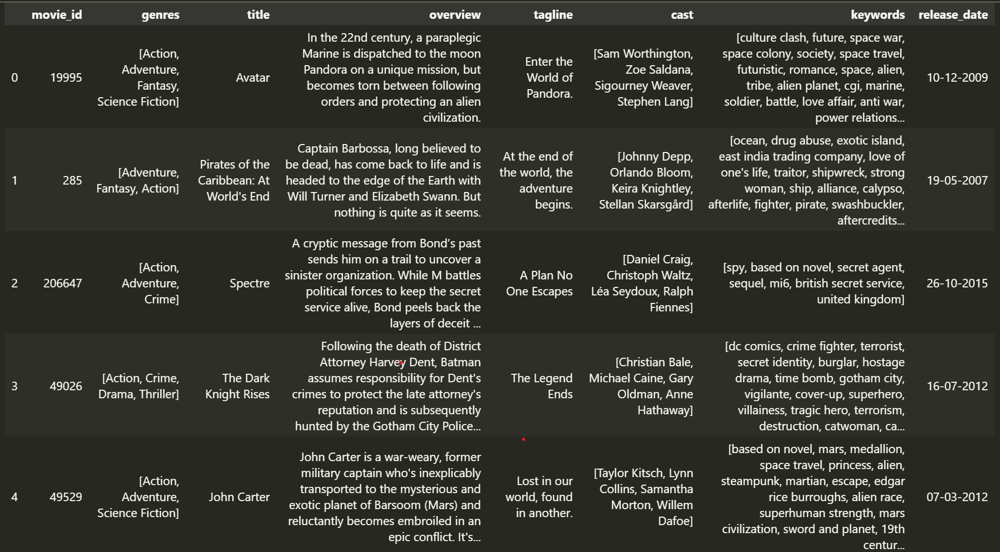 movie_id genres title overview tagline cast keywords release_date
0 19995 [Action, Adventure, Fantasy, Science Fiction] Avatar In the 22nd century, a paraplegic Marine is dispatched to the moon Pandora on a unique mission, but becomes torn between following orders and protecting an alien civilization. Enter the World of Pandora. [Sam Worthington, Zoe Saldana, Sigourney Weaver, Stephen Lang] [culture clash, future, space war, space colony, society, space travel, futuristic, romance, space, alien, tribe, alien planet, cgi, marine, soldier, battle, love affair, anti war, power relations... 10-12-2009
1 285 [Adventure, Fantasy, Action] Pirates of the Caribbean: At World's End Captain Barbossa, long believed to be dead, has come back to life and is headed to the edge of the Earth with Will Turner and Elizabeth Swann. But nothing is quite as it seems. At the end of the world, the adventure begins. [Johnny Depp, Orlando Bloom, Keira Knightley, Stellan Skarsgård] [ocean, drug abuse, exotic island, east india trading company, love of one's life, traitor, shipwreck, strong woman, ship, alliance, calypso, afterlife, fighter, pirate, swashbuckler, aftercredits... 19-05-2007
2 206647 [Action, Adventure, Crime] Spectre A cryptic message from Bond’s past sends him on a trail to uncover a sinister organization. While M battles political forces to keep the secret service alive, Bond peels back the layers of deceit ... A Plan No One Escapes [Daniel Craig, Christoph Waltz, Léa Seydoux, Ralph Fiennes] [spy, based on novel, secret agent, sequel, mi6, british secret service, united kingdom] 26-10-2015
3 49026 [Action, Crime, Drama, Thriller] The Dark Knight Rises Following the death of District Attorney Harvey Dent, Batman assumes responsibility for Dent's crimes to protect the late attorney's reputation and is subsequently hunted by the Gotham City Police... The Legend Ends [Christian Bale, Michael Caine, Gary Oldman, Anne Hathaway] [dc comics, crime fighter, terrorist, secret identity, burglar, hostage drama, time bomb, gotham city, vigilante, cover-up, superhero, villainess, tragic hero, terrorism, destruction, catwoman, ca... 16-07-2012
4 49529 [Action, Adventure, Science Fiction] John Carter John Carter is a war-weary, former military captain who's inexplicably transported to the mysterious and exotic planet of Barsoom (Mars) and reluctantly becomes embroiled in an epic conflict. It's... Lost in our world, found in another. [Taylor Kitsch, Lynn Collins, Samantha Morton, Willem Dafoe] [based on novel, mars, medallion, space travel, princess, alien, steampunk, martian, escape, edgar rice burroughs, alien race, superhuman strength, mars civilization, sword and planet, 19th centur... 07-03-2012